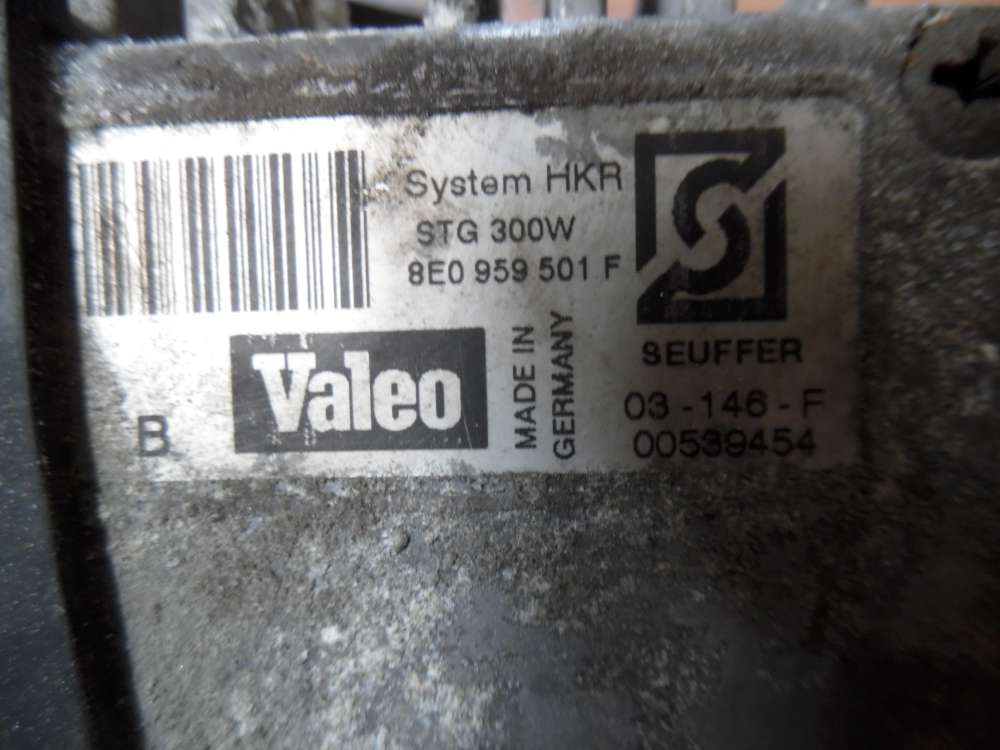 System HKR
STG 300W
8E0 959 501 F
Valeo
B
MADE IN
GERMANY
SEUFFER
03-146-F
00539454